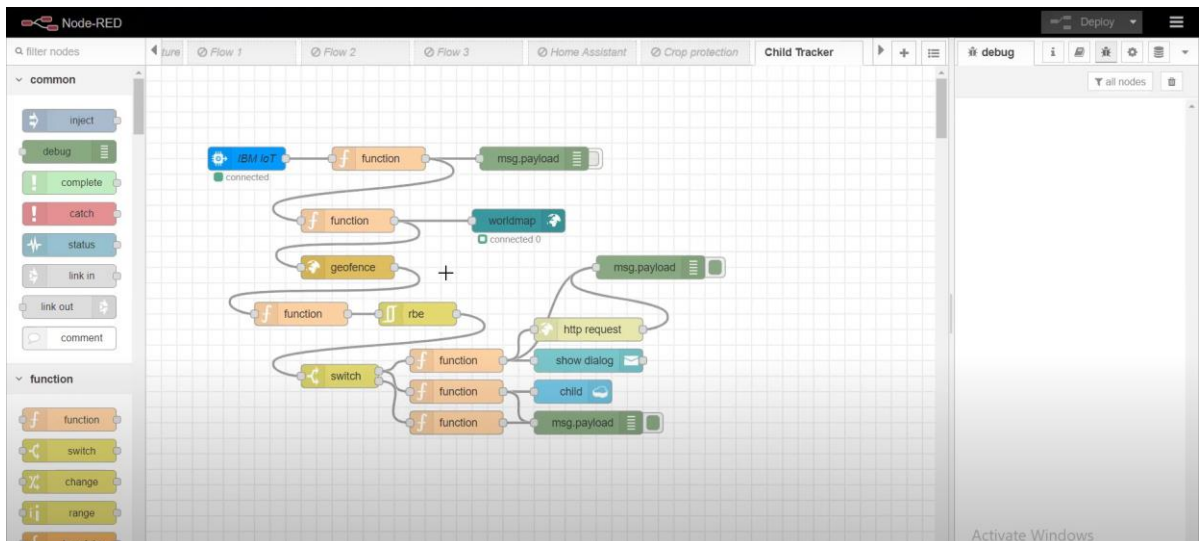 Node-RED
Deploy
filter nodes
ture
Flow 1
Flow 2
Flow 3
Home Assistant
Crop protection
Child Tracker
debug
i
all nodes
common
inject
debug
complete
catch
status
link in
link out
comment
function
function
switch
change
range
IBM IoT
connected
function
msg.payload
function
worldmap
connected 0
geofence
msg.payload
function
rbe
http request
switch
function
show dialog
function
child
function
msg.payload
Activate Windows